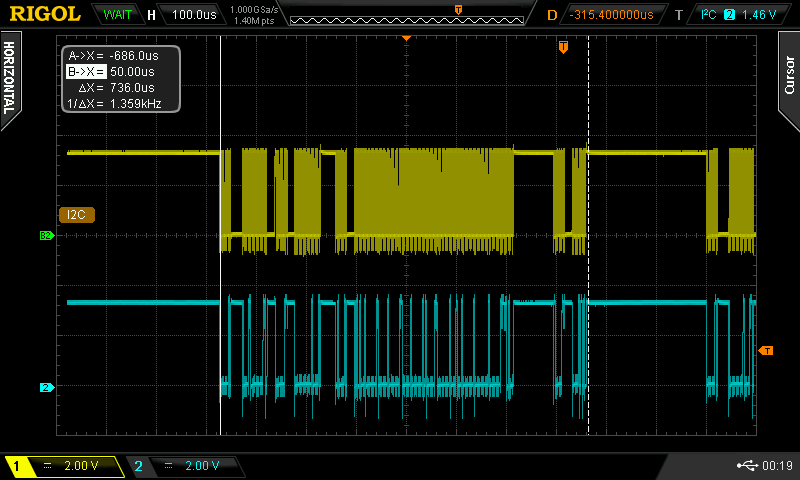 RIGOL WAIT H 100.0us 1.000GSa/s 1.40M pts T D -315.400000us T I²C 2 1.46 V
HORIZONTAL
Cursor
A->X = -686.0us
B->X = 50.00us
ΔX = 736.0us
1/ΔX = 1.359kHz
T
I2C
B2
T
2
1 2.00 V 2 2.00 V 00:19